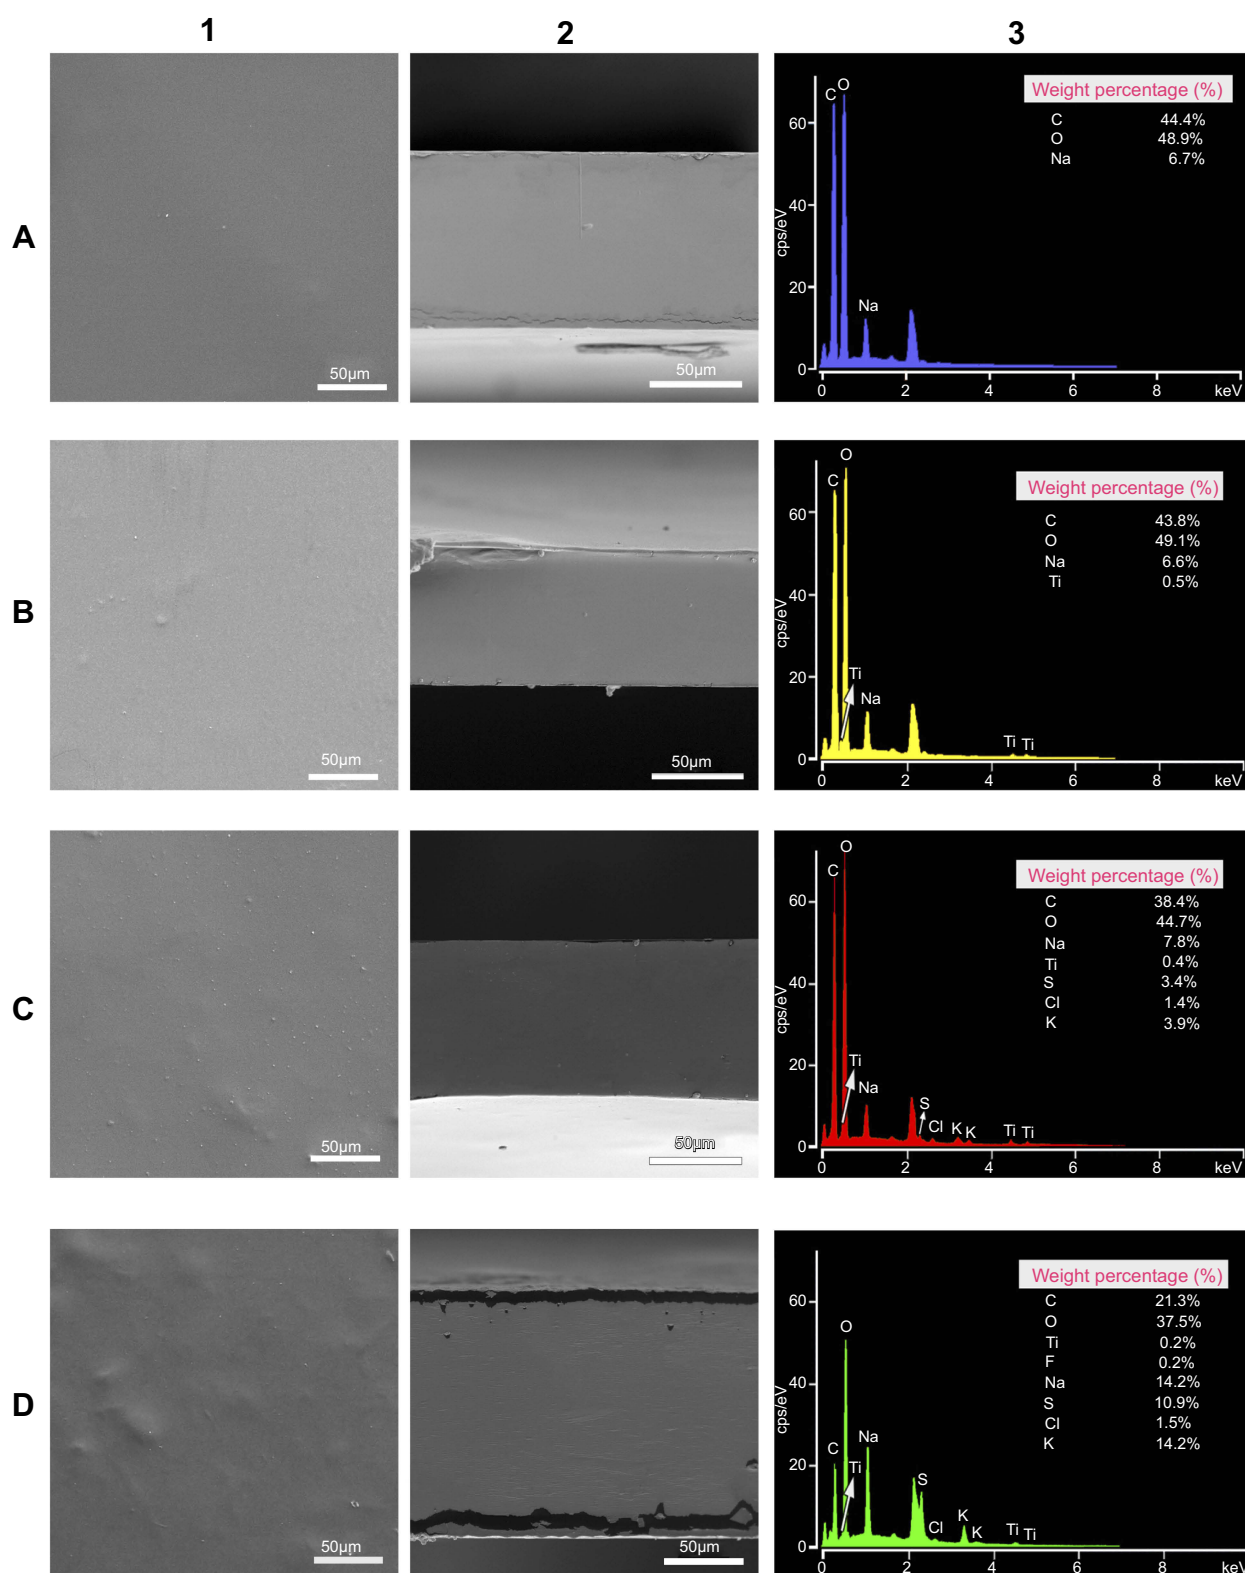 1 2 3
A
50µm
50µm
cps/eV
60
40
20
0
C O
Na
0 2 4 6 8 keV
Weight percentage (%)
C 44.4%
O 48.9%
Na 6.7%
B
50µm
50µm
cps/eV
60
40
20
0
C O
Ti
Na
Ti Ti
0 2 4 6 8 keV
Weight percentage (%)
C 43.8%
O 49.1%
Na 6.6%
Ti 0.5%
C
50µm
50µm
cps/eV
60
40
20
0
C O
Ti
Na
S
Cl K K Ti Ti
0 2 4 6 8 keV
Weight percentage (%)
C 38.4%
O 44.7%
Na 7.8%
Ti 0.4%
S 3.4%
Cl 1.4%
K 3.9%
D
50µm
50µm
cps/eV
60
40
20
0
O
C Ti Na
S
Cl K K Ti Ti
0 2 4 6 8 keV
Weight percentage (%)
C 21.3%
O 37.5%
Ti 0.2%
F 0.2%
Na 14.2%
S 10.9%
Cl 1.5%
K 14.2%